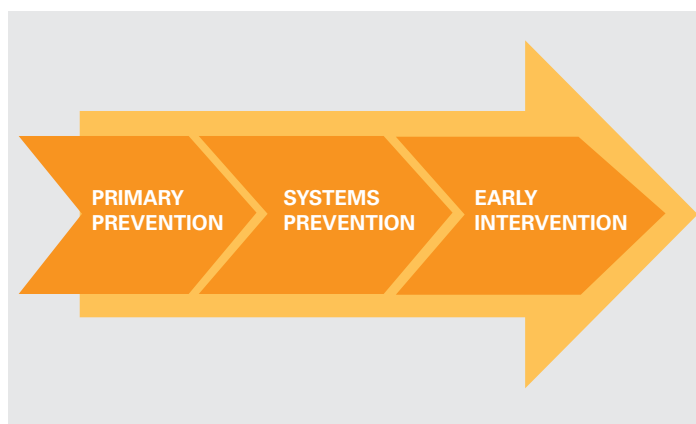 PRIMARY
PREVENTION
SYSTEMS
PREVENTION
EARLY
INTERVENTION